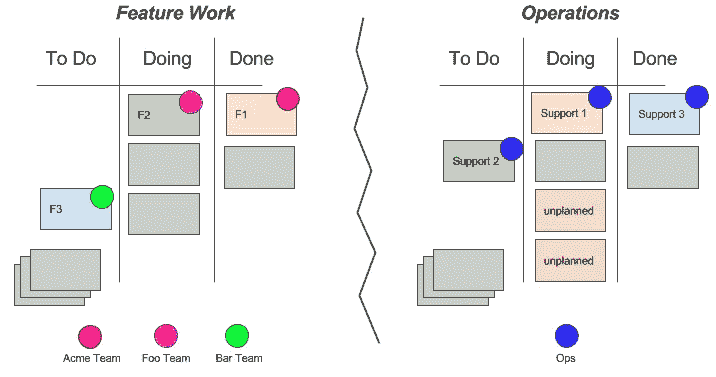 Feature Work
Operations
To Do
Doing
Done
To Do
Doing
Done
F2
F1
Support 1
Support 3
Support 2
F3
unplanned
unplanned
Acme Team
Foo Team
Bar Team
Ops